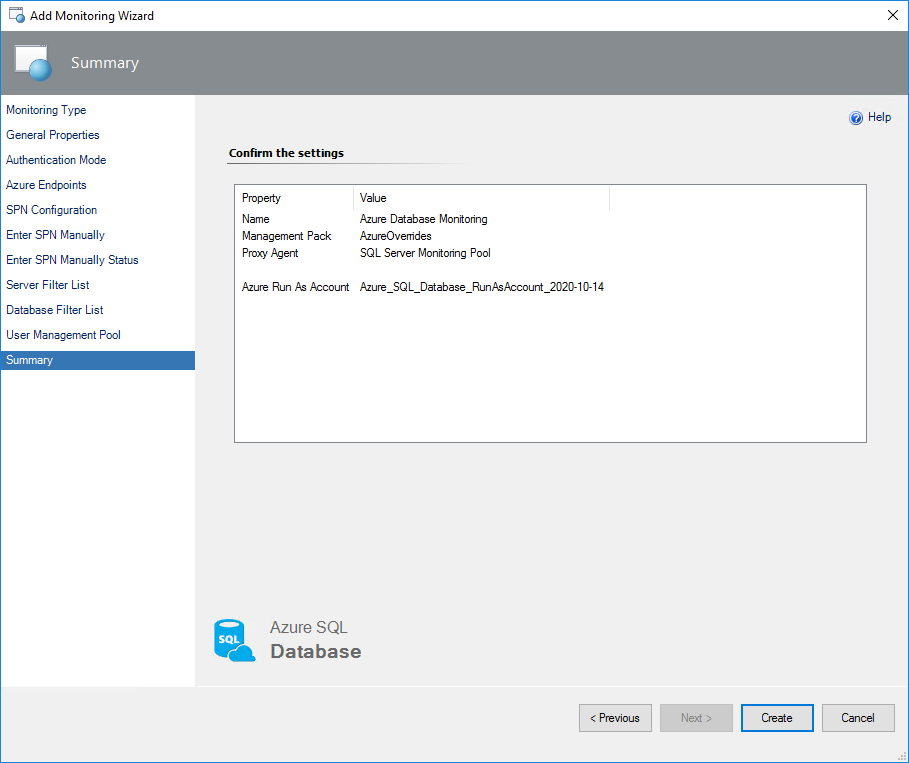 Add Monitoring Wizard
Summary
Monitoring Type
General Properties
Authentication Mode
Azure Endpoints
SPN Configuration
Enter SPN Manually
Enter SPN Manually Status
Server Filter List
Database Filter List
User Management Pool
Summary
Help
Confirm the settings
Property Value
Name Azure Database Monitoring
Management Pack AzureOverrides
Proxy Agent SQL Server Monitoring Pool
Azure Run As Account Azure_SQL_Database_RunAsAccount_2020-10-14
SQL
Azure SQL
Database
< Previous Next > Create Cancel